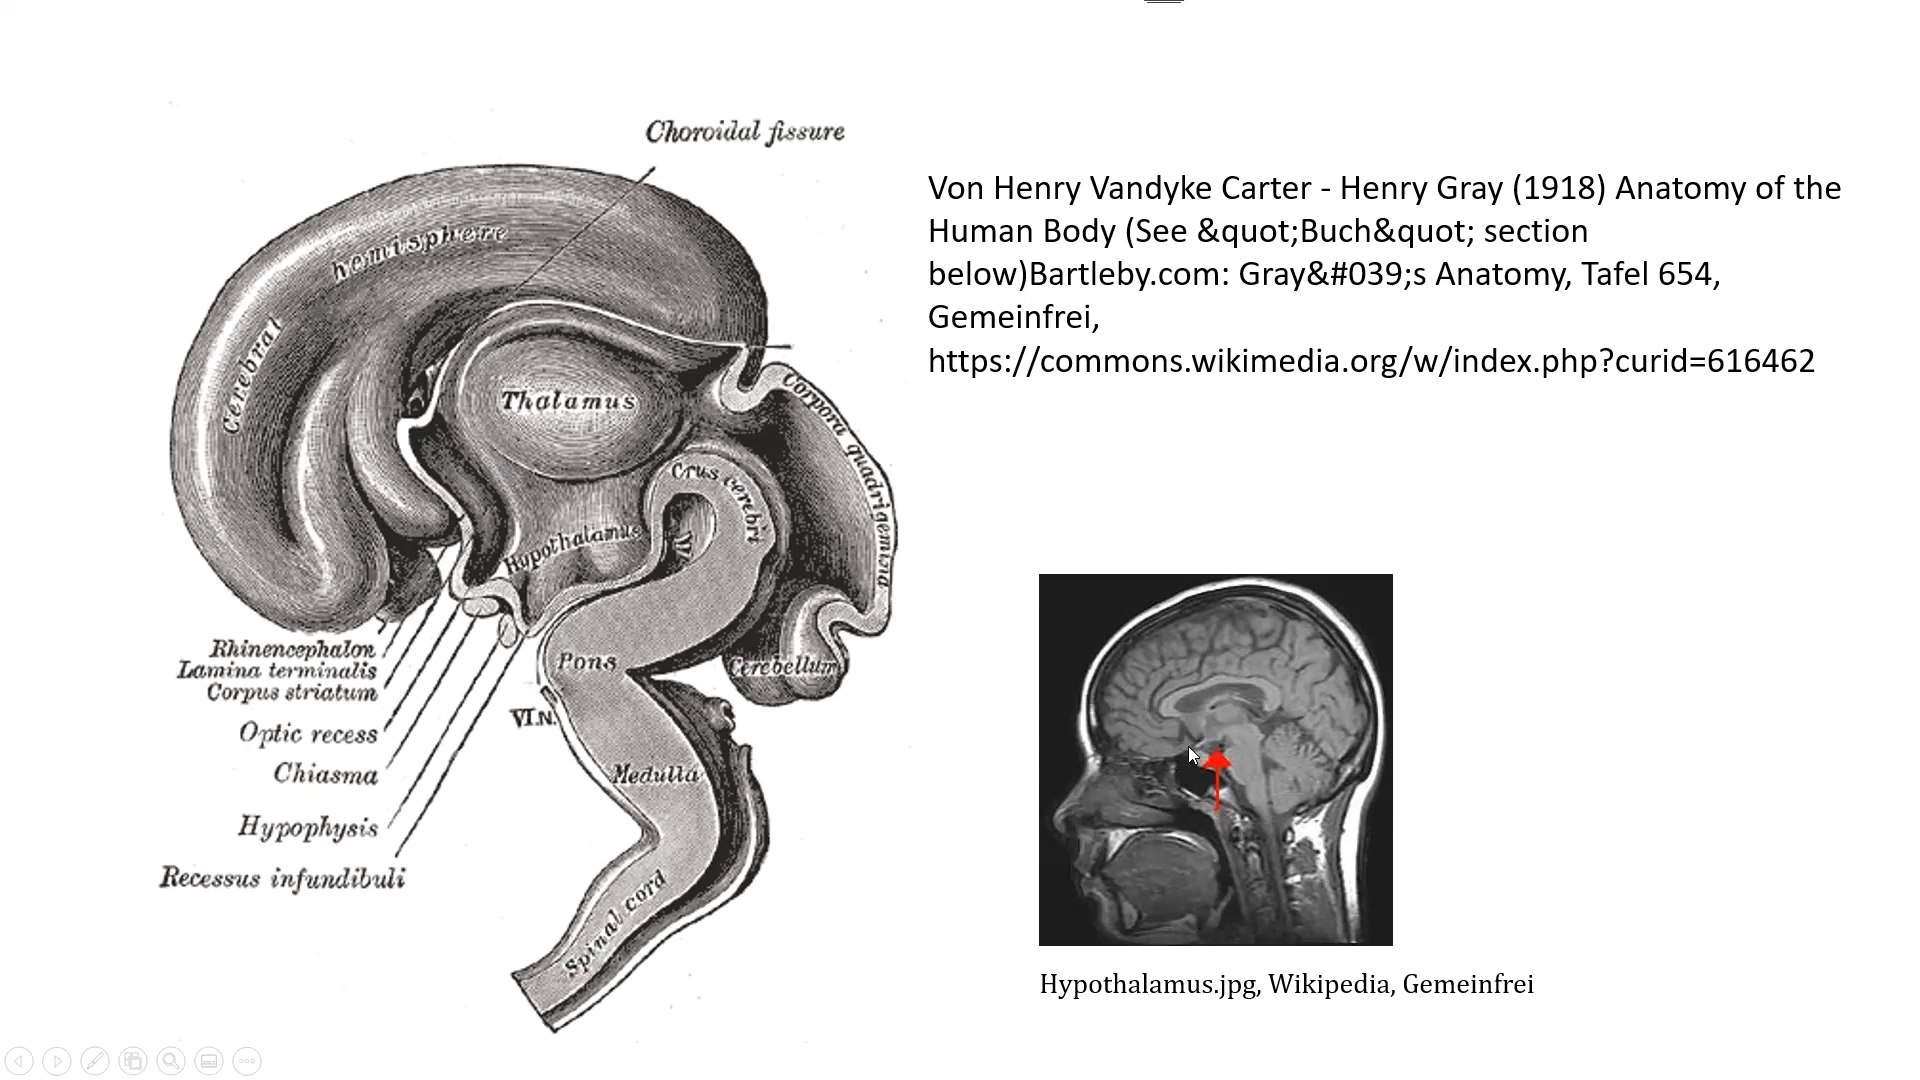 Choroidal fissure
Von Henry Vandyke Carter - Henry Gray (1918) Anatomy of the
Human Body (See &quot;Buch&quot; section
below)Bartleby.com: Gray&#039;s Anatomy, Tafel 654,
Gemeinfrei,
https://commons.wikimedia.org/w/index.php?curid=616462
Cerebral hemisphere
Thalamus
Corpora quadrigemina
Crus cerebri
Hypothalamus
Rhinencephalon
Lamina terminalis
Corpus striatum
Optic recess
Chiasma
Hypophysis
Recessus infundibuli
Pons
Cerebellum
VI.N.
Medulla
Spinal cord
Hypothalamus.jpg, Wikipedia, Gemeinfrei